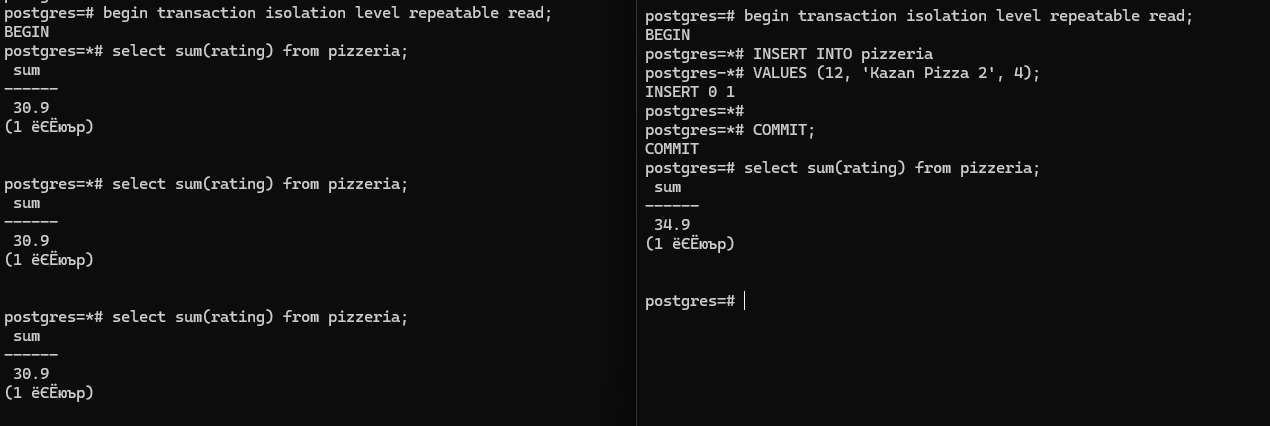 postgres=# begin transaction isolation level repeatable read;
BEGIN
postgres=*# select sum(rating) from pizzeria;
 sum
------
 30.9
(1 ёЄЁюър)
postgres=*# select sum(rating) from pizzeria;
 sum
------
 30.9
(1 ёЄЁюър)
postgres=*# select sum(rating) from pizzeria;
 sum
------
 30.9
(1 ёЄЁюър)
postgres=# begin transaction isolation level repeatable read;
BEGIN
postgres=*# INSERT INTO pizzeria
postgres-*# VALUES (12, 'Kazan Pizza 2', 4);
INSERT 0 1
postgres=*#
postgres=*# COMMIT;
COMMIT
postgres=# select sum(rating) from pizzeria;
 sum
------
 34.9
(1 ёЄЁюър)
postgres=#